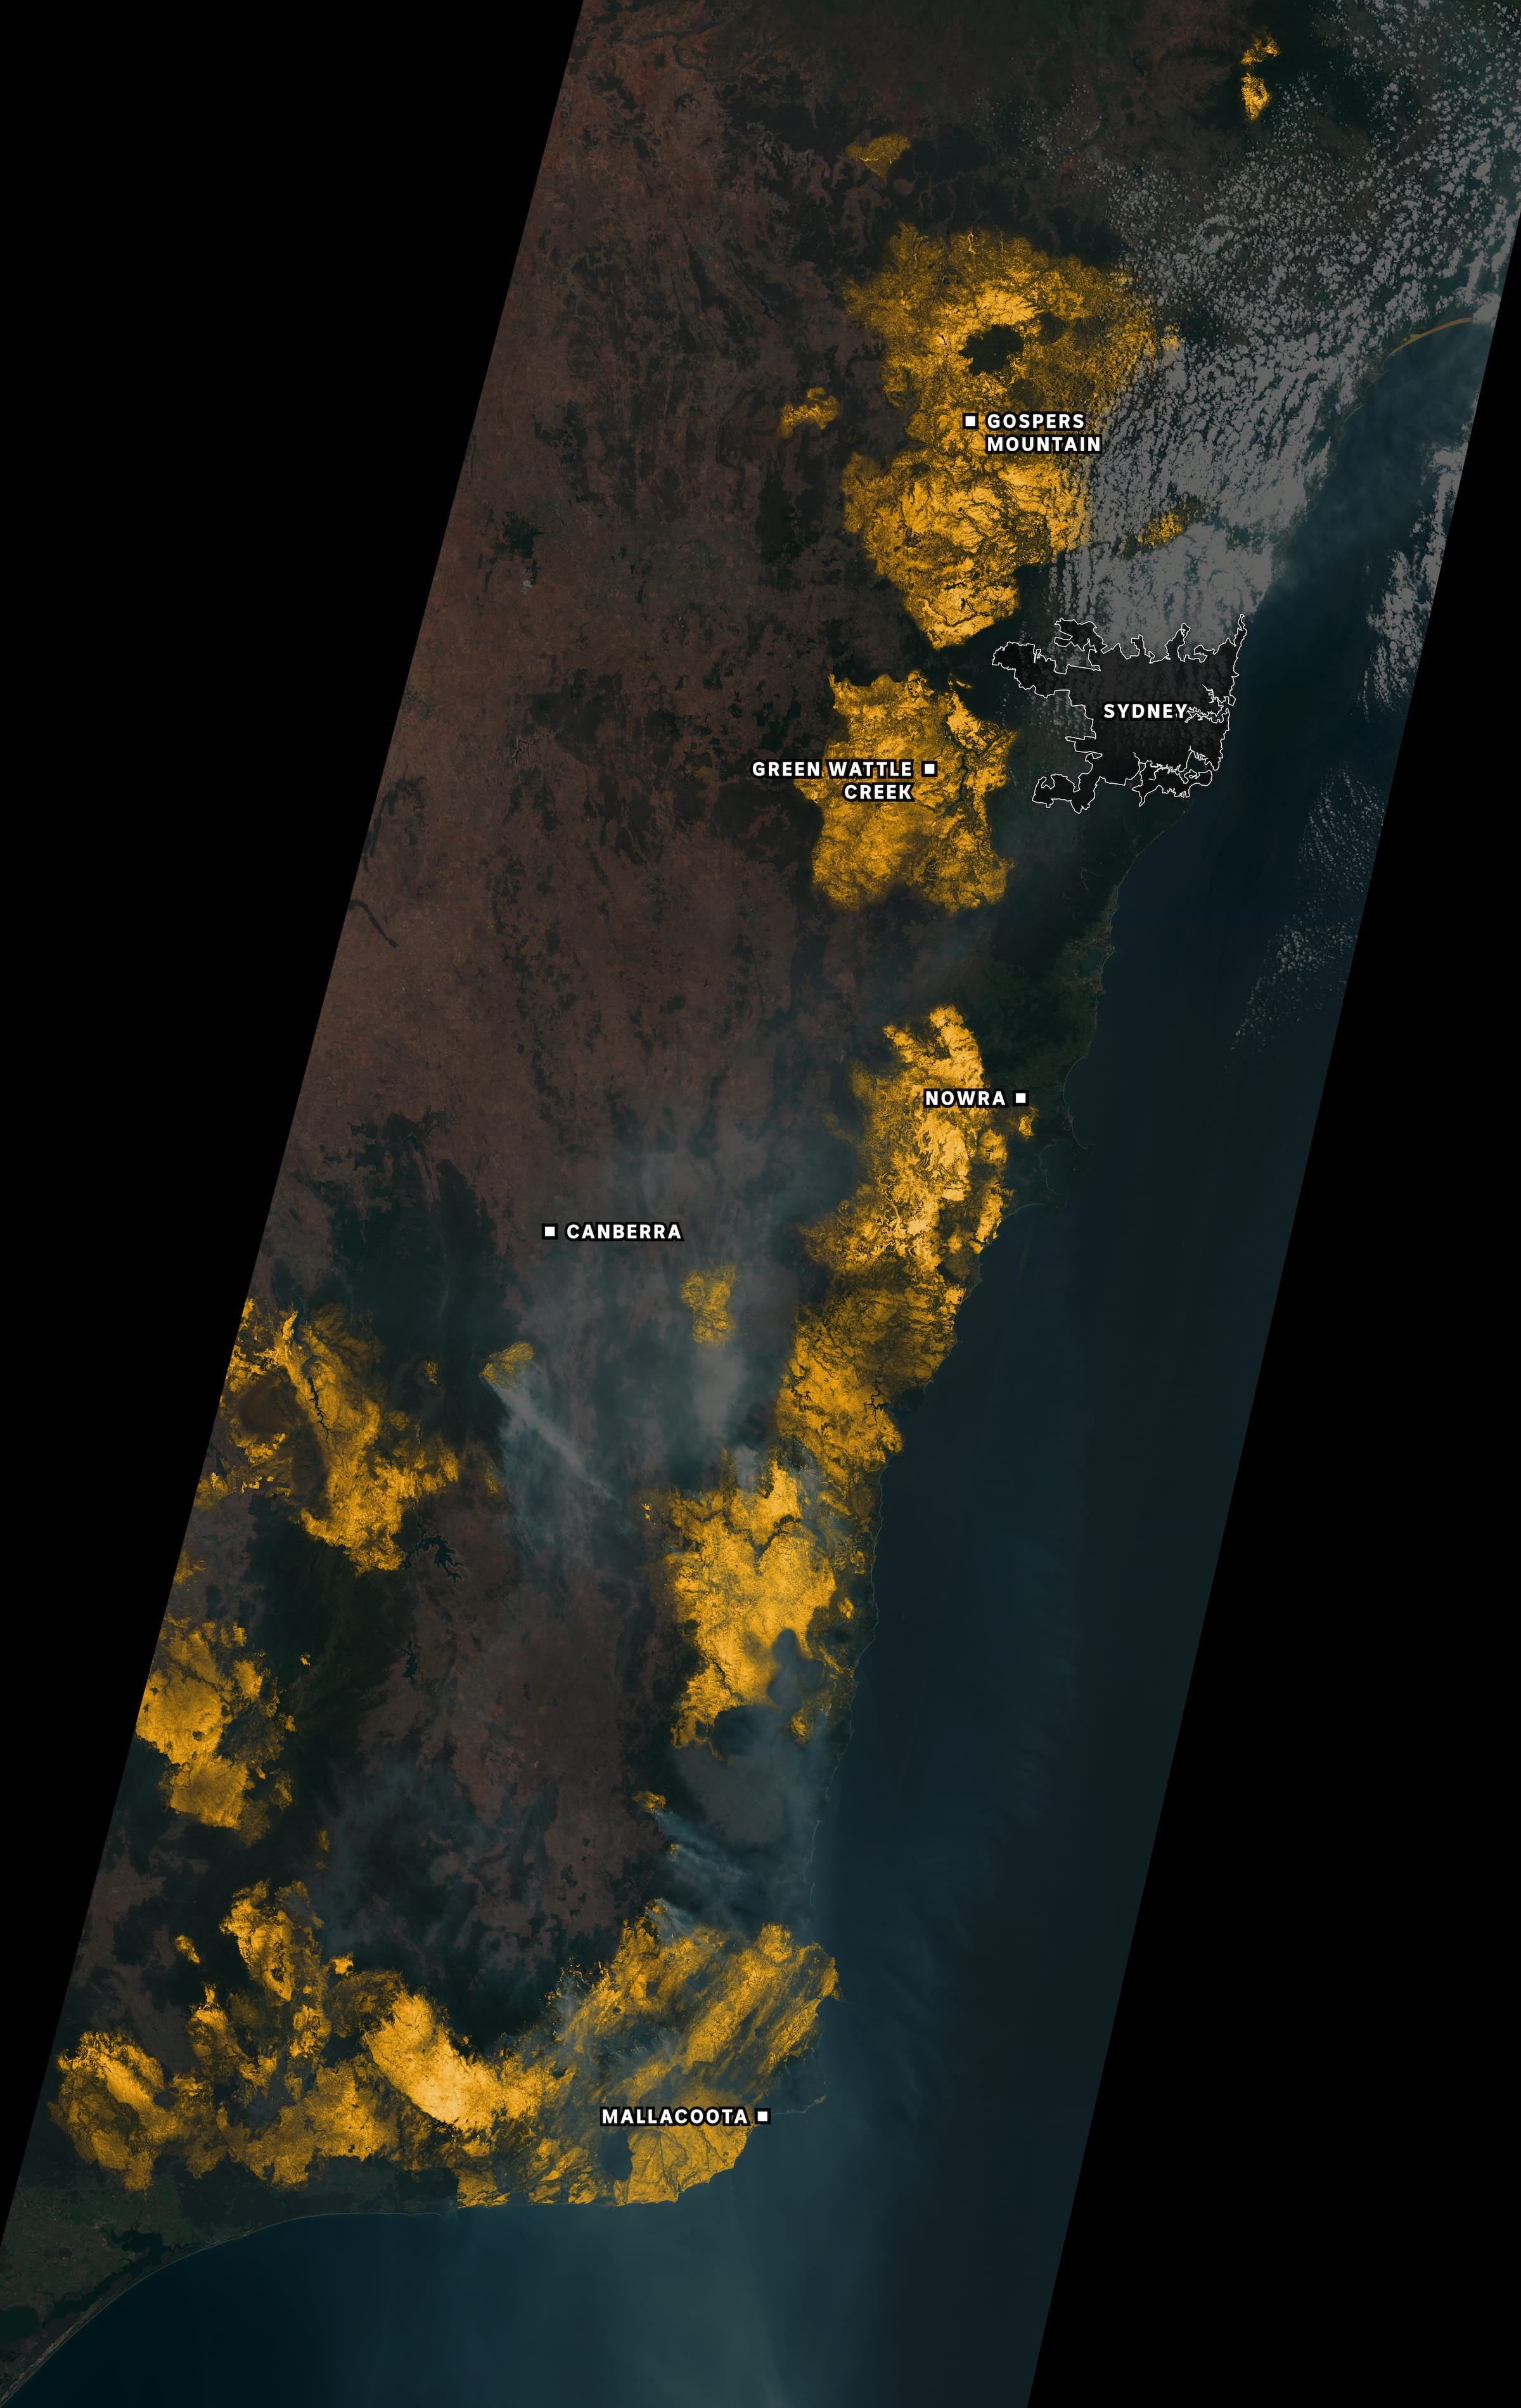 GOSPERS
MOUNTAIN
SYDNEY
GREEN WATTLE
CREEK
NOWRA
CANBERRA
MALLACOOTA